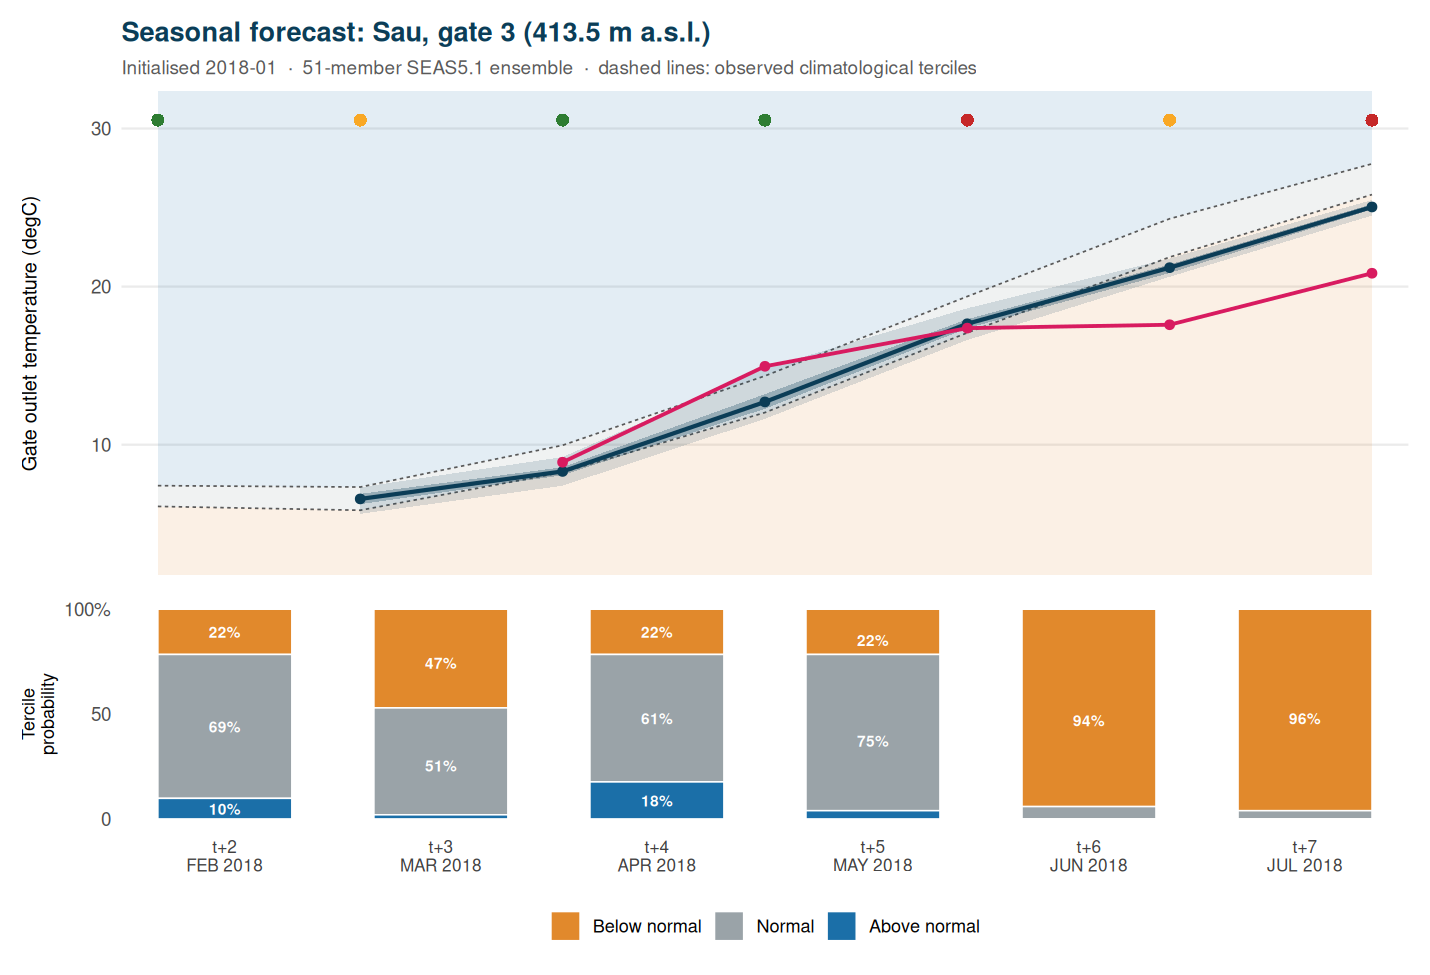 Seasonal forecast: Sau, gate 3 (413.5 m a.s.l.)
Initialised 2018-01 · 51-member SEAS5.1 ensemble · dashed lines: observed climatological terciles
Gate outlet temperature (degC)
30
20
10
Tercile
probability
100%
50
0
22%
69%
10%
47%
51%
22%
61%
18%
22%
75%
94%
96%
t+2
FEB 2018
t+3
MAR 2018
t+4
APR 2018
t+5
MAY 2018
t+6
JUN 2018
t+7
JUL 2018
Below normal
Normal
Above normal